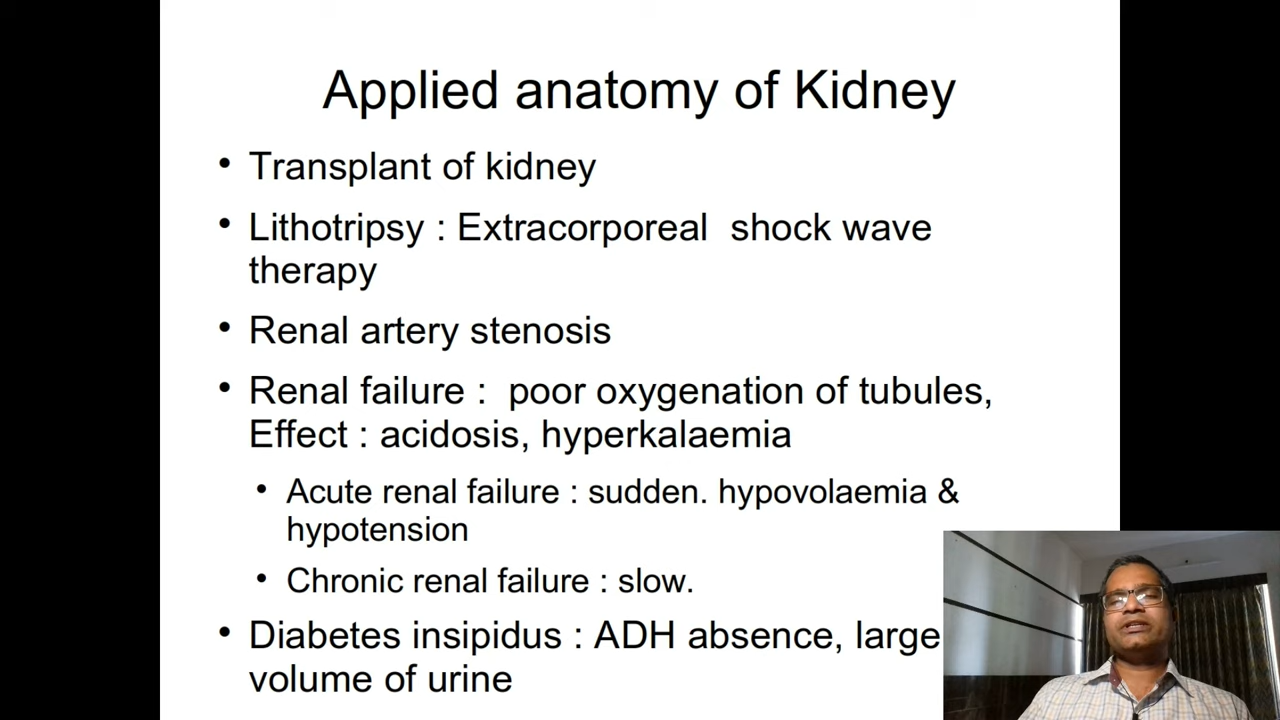 Applied anatomy of Kidney
• Transplant of kidney
• Lithotripsy : Extracorporeal shock wave
therapy
• Renal artery stenosis
• Renal failure : poor oxygenation of tubules,
Effect : acidosis, hyperkalaemia
• Acute renal failure : sudden. hypovolaemia &
hypotension
• Chronic renal failure : slow.
• Diabetes insipidus : ADH absence, large
volume of urine